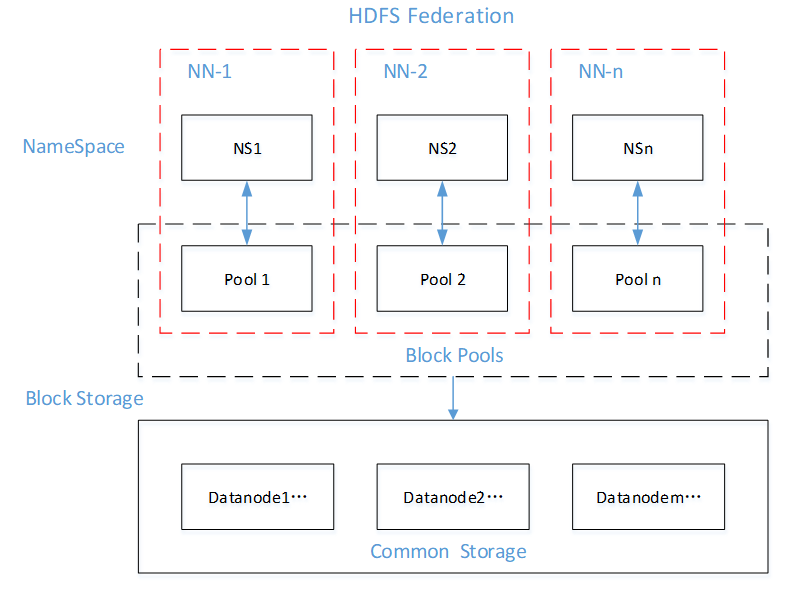 HDFS Federation
NN-1
NN-2
NN-n
NameSpace
NS1
NS2
NSn
Pool 1
Pool 2
Pool n
Block Pools
Block Storage
Datanode1⋯
Datanode2⋯
Datanodem⋯
Common Storage